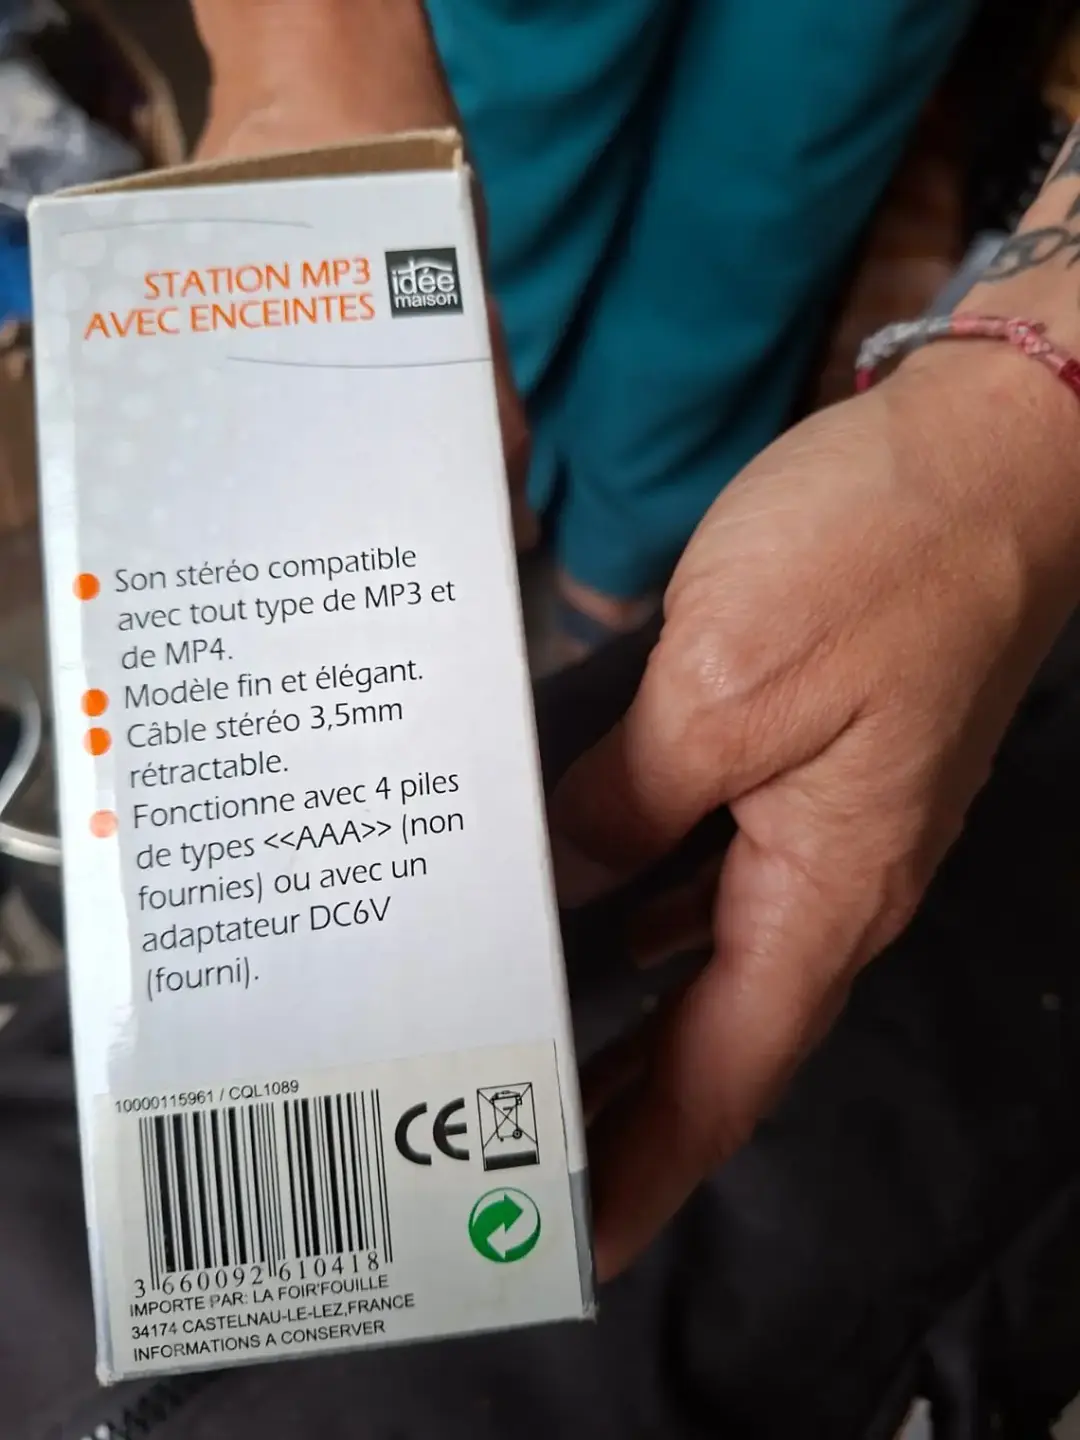 STATION MP3
AVEC ENCEINTES
idée
maison
Son stéréo compatible
avec tout type de MP3 et
de MP4.
Modèle fin et élégant.
Câble stéréo 3,5mm
rétractable.
Fonctionne avec 4 piles
de types <<AAA>> (non
fournies) ou avec un
adaptateur DC6V
(fourni).
10000115961 / CQL1089
CE
3 660092 610418
IMPORTE PAR: LA FOIR'FOUILLE
34174 CASTELNAU-LE-LEZ,FRANCE
INFORMATIONS A CONSERVER